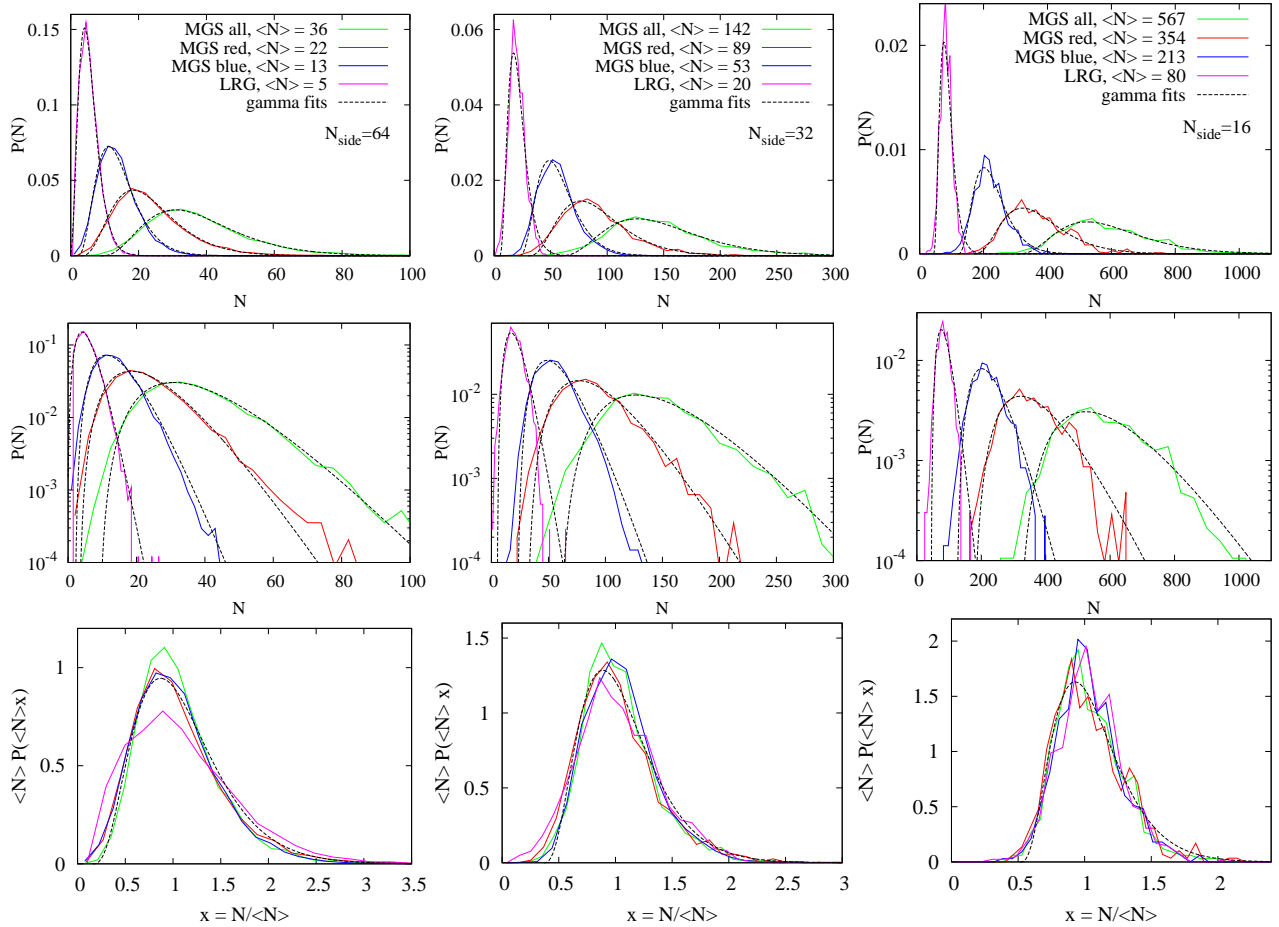 MGS all, <N> = 36
MGS red, <N> = 22
MGS blue, <N> = 13
LRG, <N> = 5
gamma fits
N_side=64
P(N)
0.15
0.1
0.05
0
0 20 40 60 80 100
N
MGS all, <N> = 142
MGS red, <N> = 89
MGS blue, <N> = 53
LRG, <N> = 20
gamma fits
N_side=32
P(N)
0.06
0.04
0.02
0
0 50 100 150 200 250 300
N
MGS all, <N> = 567
MGS red, <N> = 354
MGS blue, <N> = 213
LRG, <N> = 80
gamma fits
N_side=16
P(N)
0.02
0.01
0
0 200 400 600 800 1000
N
P(N)
10^-1
10^-2
10^-3
10^-4
0 20 40 60 80 100
N
P(N)
10^-2
10^-3
10^-4
0 50 100 150 200 250 300
N
P(N)
10^-2
10^-3
10^-4
0 200 400 600 800 1000
N
<N> P(<N>x)
1
0.5
0
0 0.5 1 1.5 2 2.5 3 3.5
x = N/<N>
<N> P(<N> x)
1.5
1
0.5
0
0 0.5 1 1.5 2 2.5 3
x = N/<N>
<N> P(<N> x)
2
1.5
1
0.5
0
0 0.5 1 1.5 2
x = N/<N>